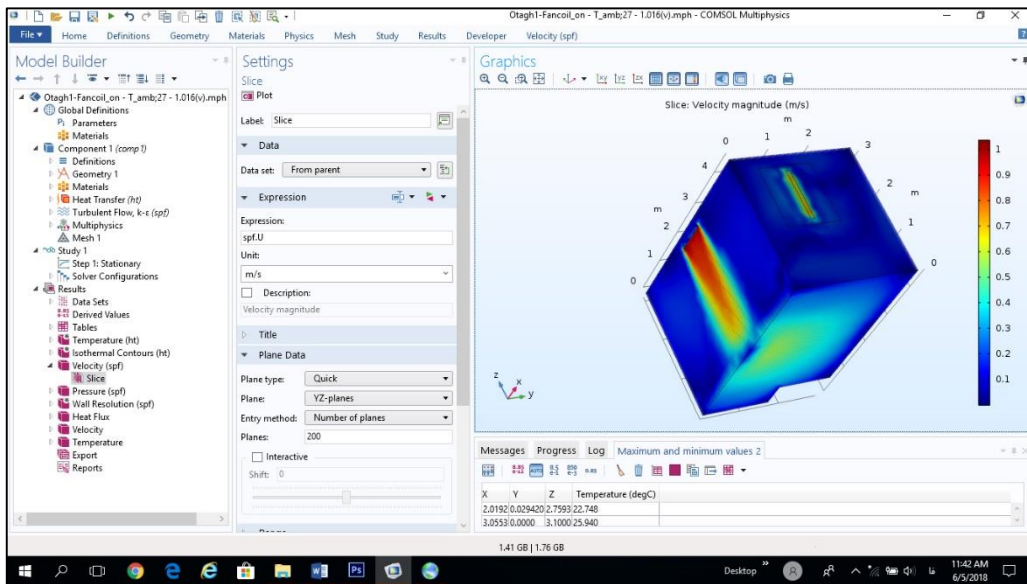 Otagh1-Fancoil_on - T_amb;27 - 1.016(v).mph - COMSOL Multiphysics
File Home Definitions Geometry Materials Physics Mesh Study Results Developer Velocity (spf)
Model Builder
Otagh1-Fancoil_on - T_amb;27 - 1.016(v).mph
Global Definitions
Pi Parameters
Materials
Component 1 (comp1)
Definitions
Geometry 1
Materials
Heat Transfer (ht)
Turbulent Flow, k-ε (spf)
Multiphysics
Mesh 1
Study 1
Step 1: Stationary
Solver Configurations
Results
Data Sets
Derived Values
Tables
Temperature (ht)
Isothermal Contours (ht)
Velocity (spf)
Slice
Pressure (spf)
Wall Resolution (spf)
Heat Flux
Velocity
Temperature
Export
Reports
Settings
Slice
Plot
Label: Slice
Data
Data set: From parent
Expression
Expression:
spf.U
Unit:
m/s
Description:
Velocity magnitude
Title
Plane Data
Plane type: Quick
Plane: YZ-planes
Entry method: Number of planes
Planes: 200
Interactive
Shift: 0
Range
Graphics
xy yz xz
Slice: Velocity magnitude (m/s)
m
0 1 2 3
4
3
2
1
0
m
2
1
0
m
z x y
1
0.9
0.8
0.7
0.6
0.5
0.4
0.3
0.2
0.1
Messages Progress Log Maximum and minimum values 2
AUTO
X Y Z Temperature (degC)
2.0192 0.029420 2.7593 22.748
3.0553 0.0000 3.1000 25.940
1.41 GB | 1.76 GB
Desktop
فا
11:42 AM
6/5/2018